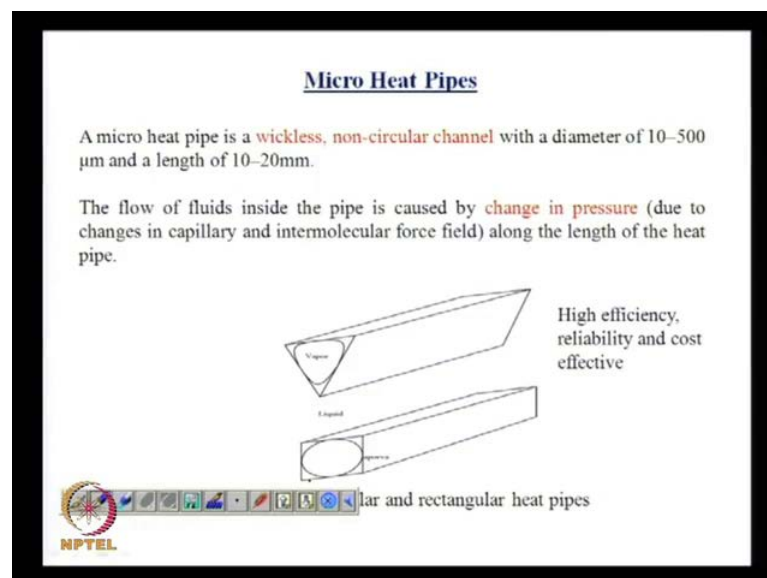 Micro Heat Pipes
A micro heat pipe is a wickless, non-circular channel with a diameter of 10–500
μm and a length of 10–20mm.
The flow of fluids inside the pipe is caused by change in pressure (due to
changes in capillary and intermolecular force field) along the length of the heat
pipe.
High efficiency,
reliability and cost
effective
Vapor
Liquid
lar and rectangular heat pipes
NPTEL